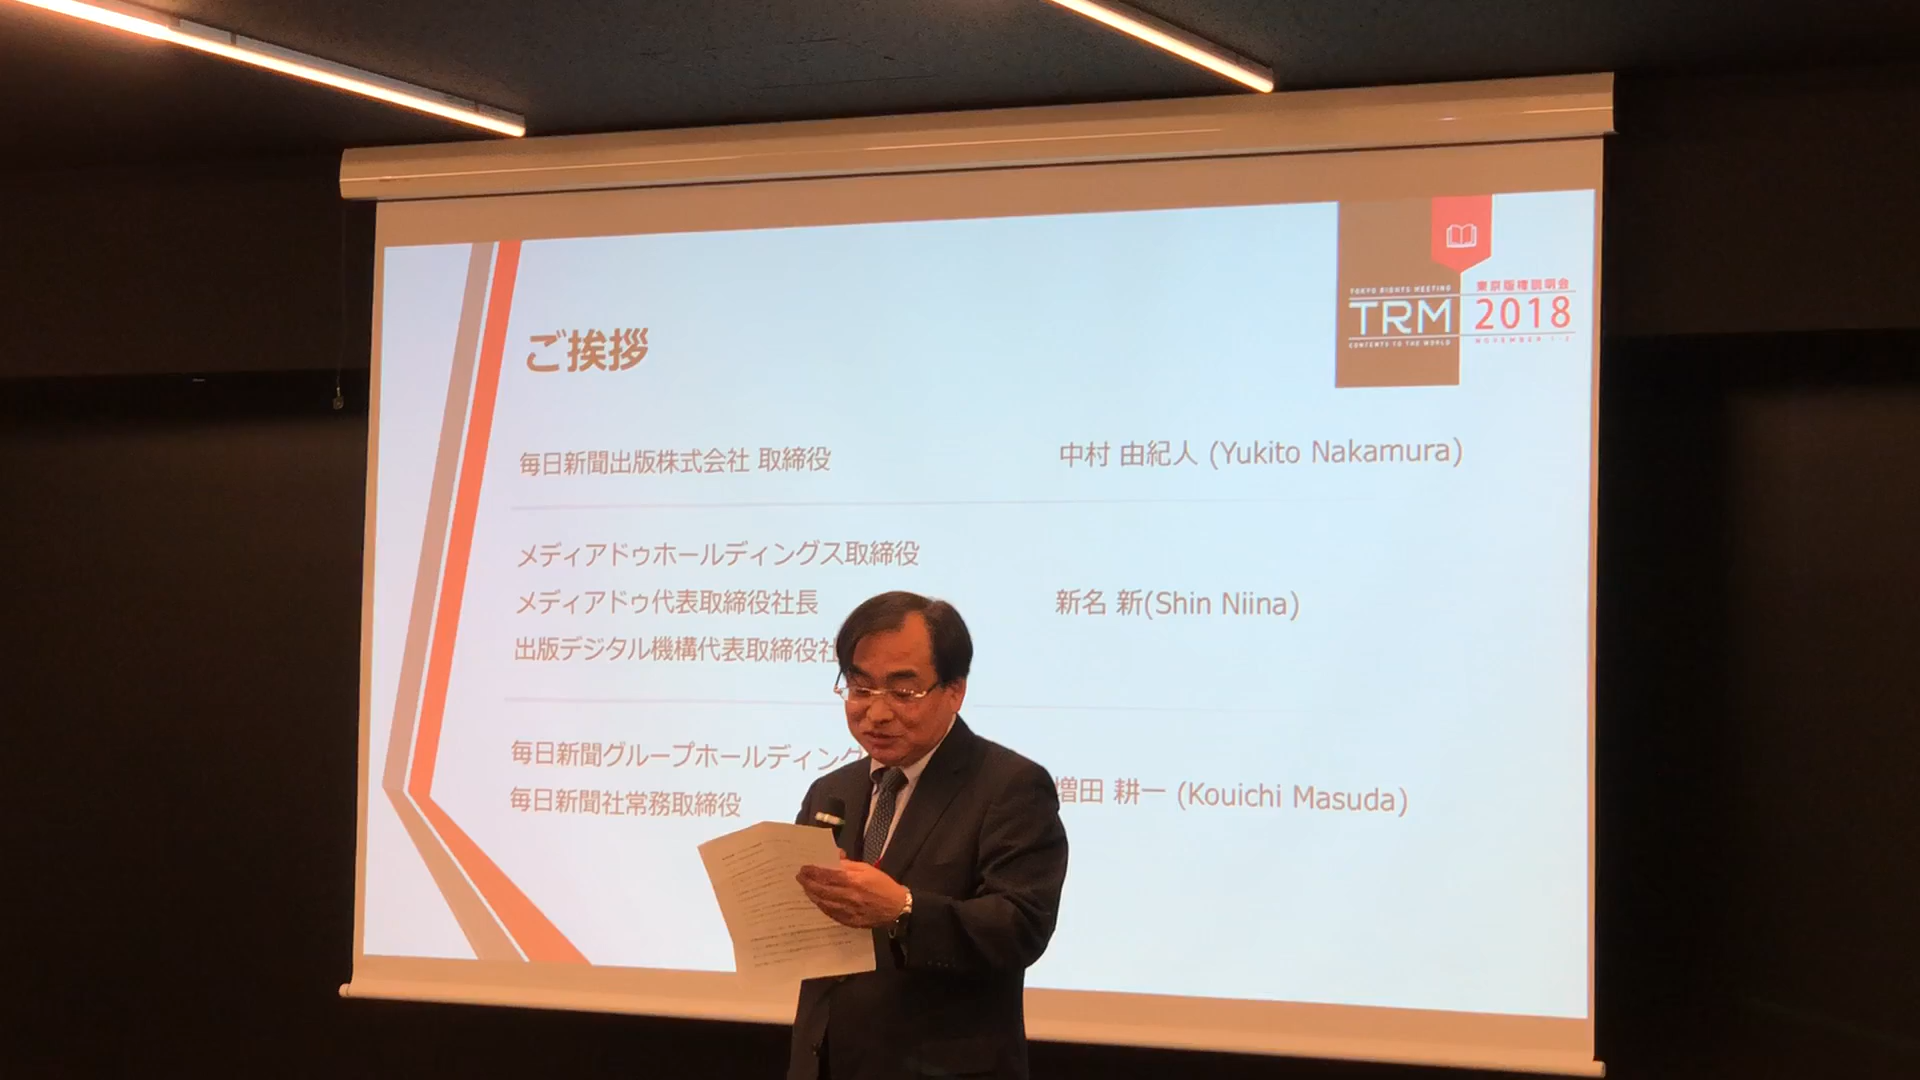 TOKYO RIGHTS MEETING
東京版権説明会
TRM
2018
CONTENTS TO THE WORLD
NOVEMBER 1-2
ご挨拶
毎日新聞出版株式会社 取締役
中村 由紀人 (Yukito Nakamura)
メディアドゥホールディングス取締役
メディアドゥ代表取締役社長
新名 新(Shin Niina)
出版デジタル機構代表取締役社
毎日新聞グループホールディング
毎日新聞社常務取締役
増田 耕一 (Kouichi Masuda)